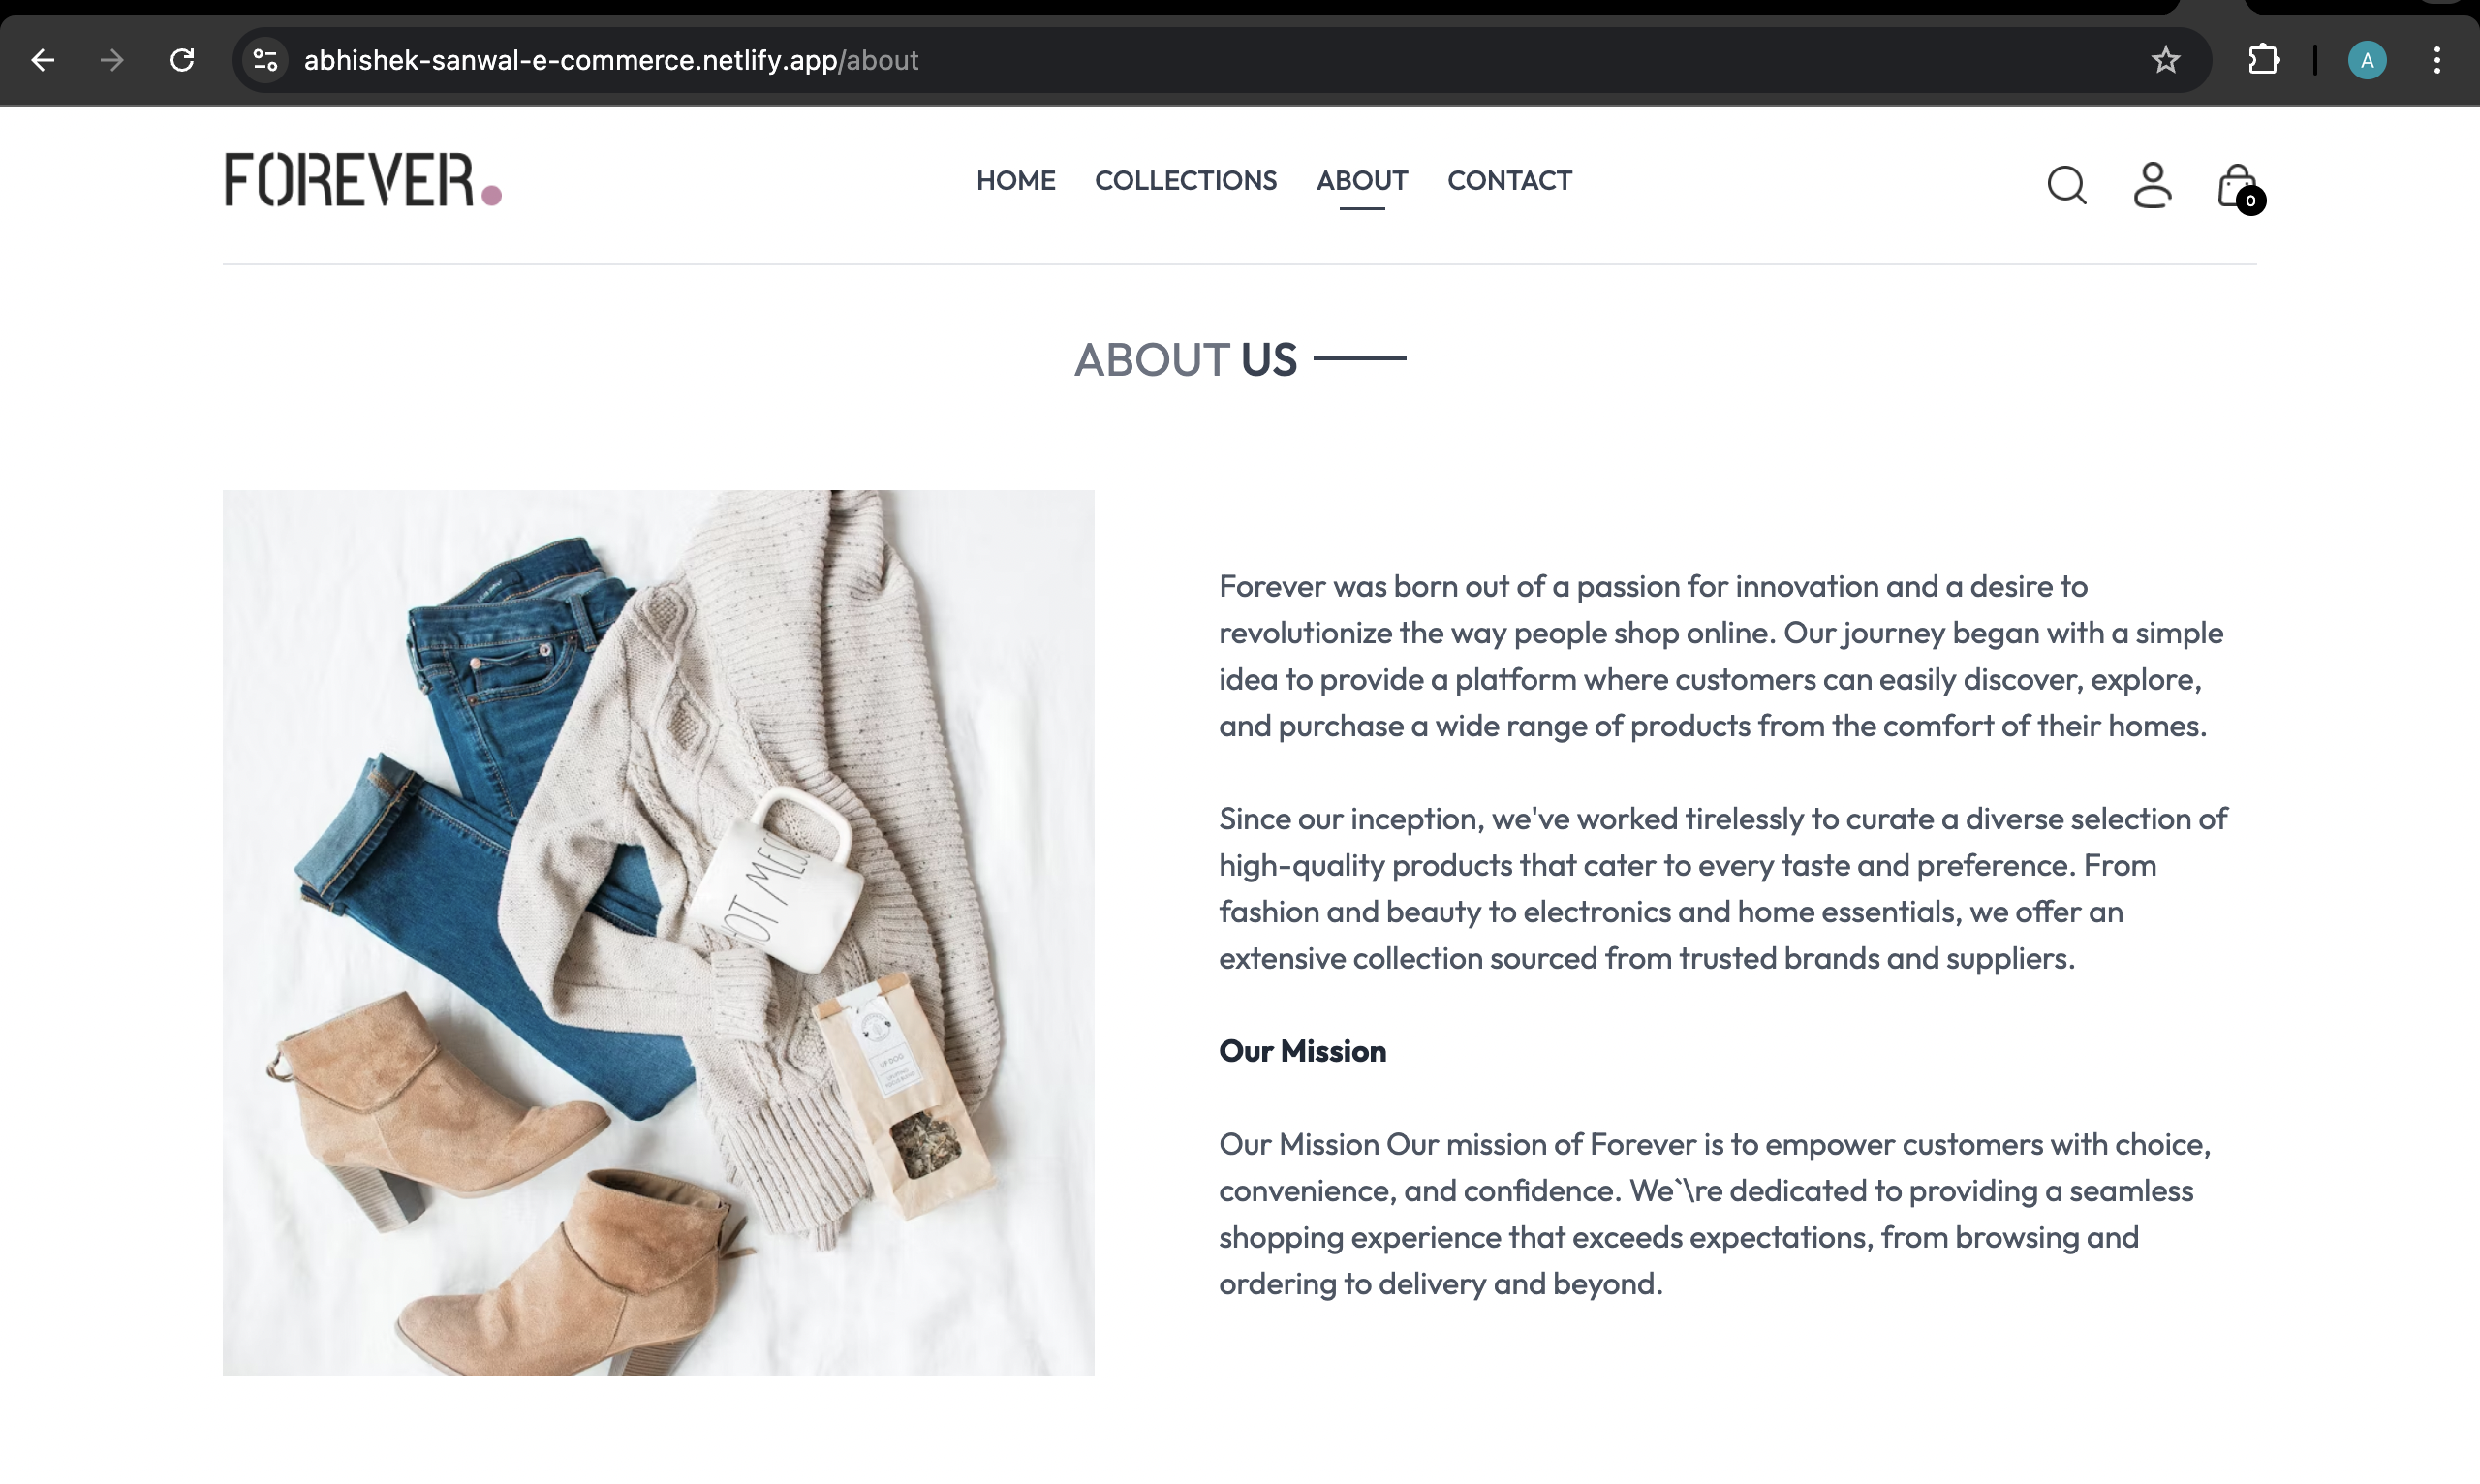 abhishek-sanwal-e-commerce.netlify.app/about
A
FOREVER.
HOME COLLECTIONS ABOUT CONTACT
0
ABOUT US
Forever was born out of a passion for innovation and a desire to
revolutionize the way people shop online. Our journey began with a simple
idea to provide a platform where customers can easily discover, explore,
and purchase a wide range of products from the comfort of their homes.
Since our inception, we've worked tirelessly to curate a diverse selection of
high-quality products that cater to every taste and preference. From
fashion and beauty to electronics and home essentials, we offer an
extensive collection sourced from trusted brands and suppliers.
Our Mission
Our Mission Our mission of Forever is to empower customers with choice,
convenience, and confidence. We`\re dedicated to providing a seamless
shopping experience that exceeds expectations, from browsing and
ordering to delivery and beyond.
OT MES
UP DOG